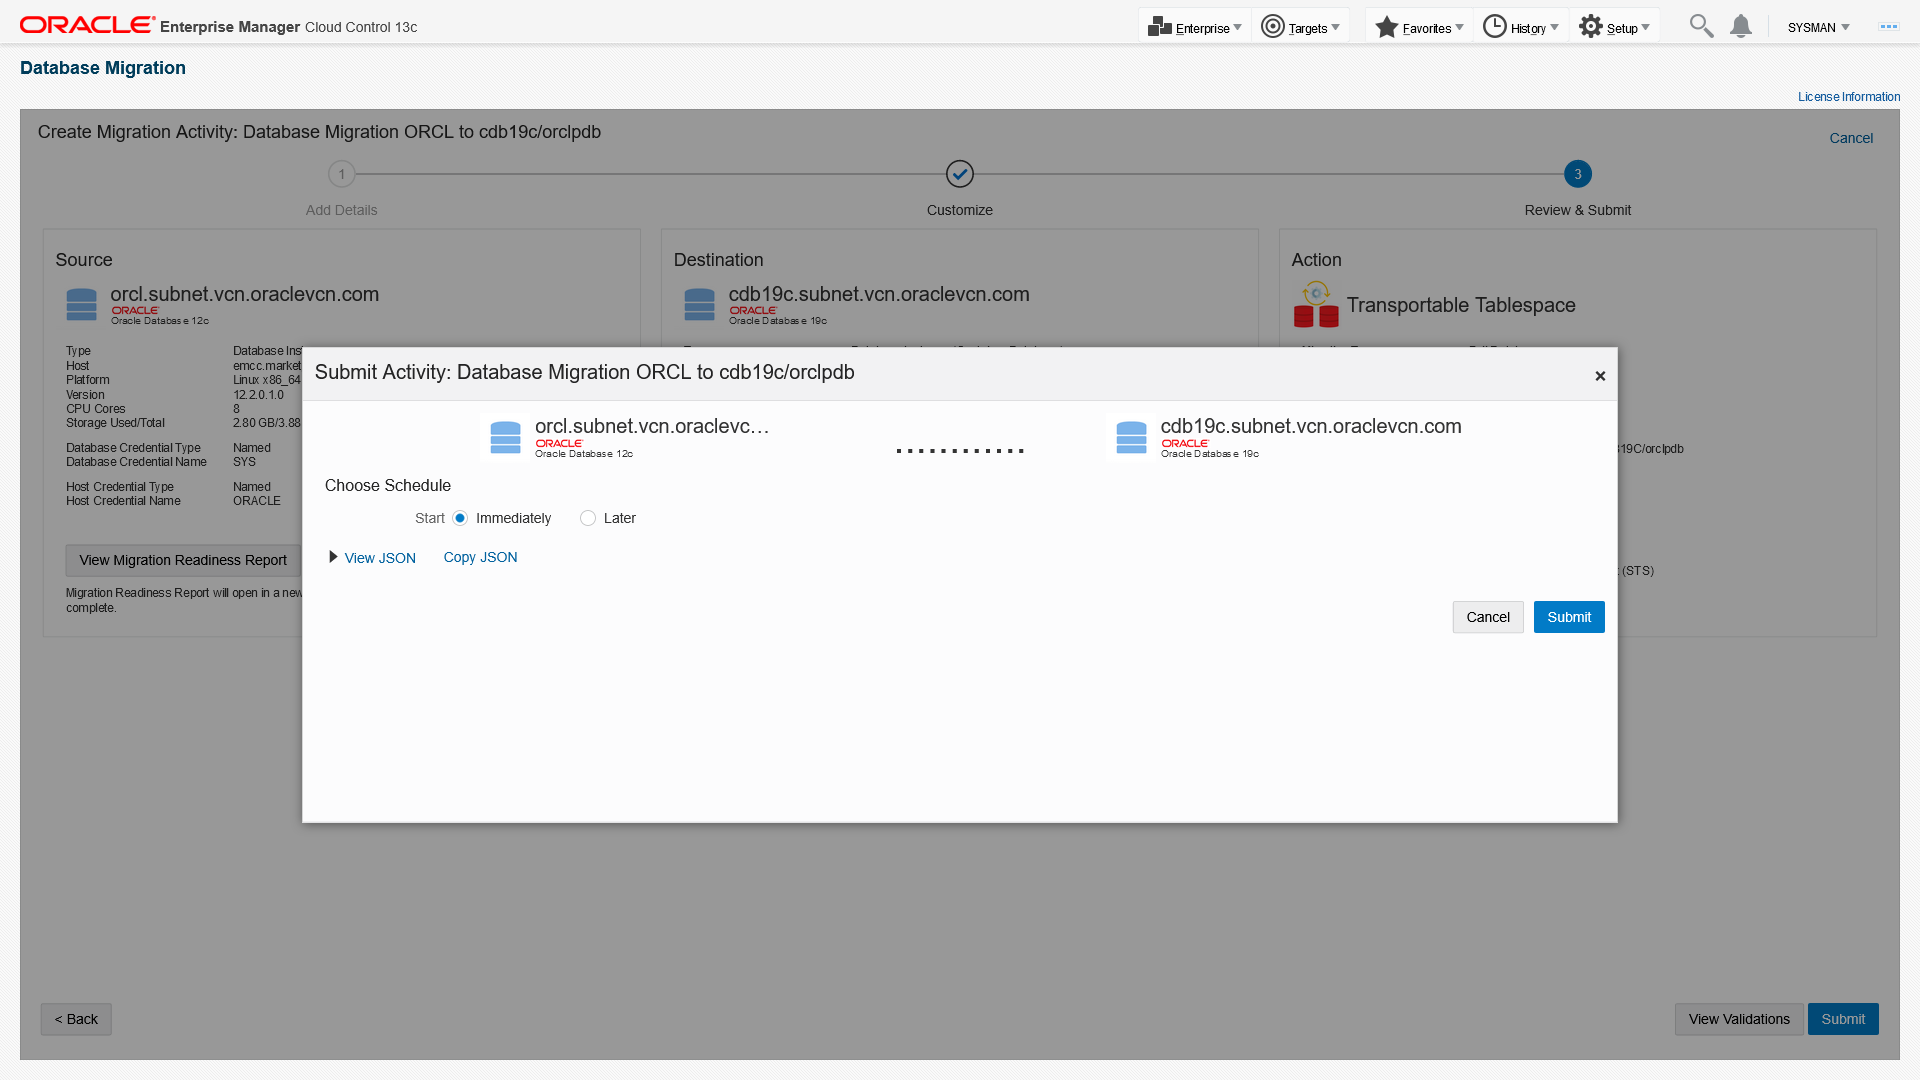 ORACLE Enterprise Manager Cloud Control 13c
Enterprise
Targets
Favorites
History
Setup
SYSMAN
Database Migration
License Information
Create Migration Activity: Database Migration ORCL to cdb19c/orclpdb
Cancel
1
3
Add Details
Customize
Review & Submit
Source
orcl.subnet.vcn.oraclevcn.com
ORACLE
Oracle Database 12c
Type Database Ins
Host emcc.market
Platform Linux x86_64
Version 12.2.0.1.0
CPU Cores 8
Storage Used/Total 2.80 GB/3.88
Database Credential Type Named
Database Credential Name SYS
Host Credential Type Named
Host Credential Name ORACLE
View Migration Readiness Report
Migration Readiness Report will open in a new
complete.
Destination
cdb19c.subnet.vcn.oraclevcn.com
ORACLE
Oracle Database 19c
Action
Transportable Tablespace
19C/orclpdb
(STS)
Submit Activity: Database Migration ORCL to cdb19c/orclpdb
×
orcl.subnet.vcn.oraclevc...
ORACLE
Oracle Database 12c
cdb19c.subnet.vcn.oraclevcn.com
ORACLE
Oracle Database 19c
Choose Schedule
Start Immediately Later
View JSON Copy JSON
Cancel Submit
< Back
View Validations Submit